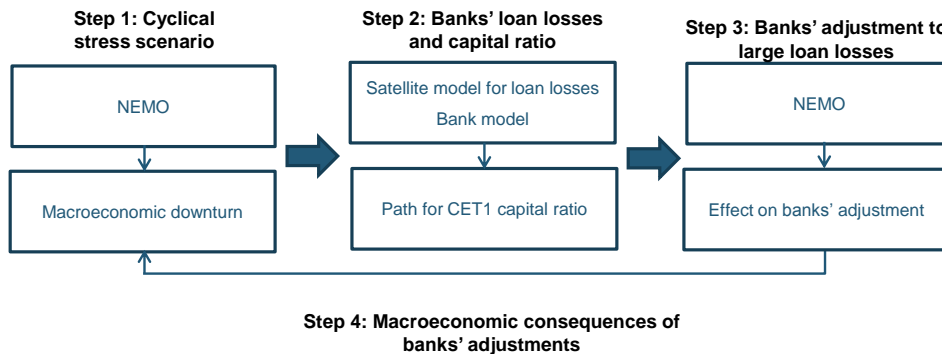 Step 1: Cyclical
stress scenario
NEMO
Macroeconomic downturn
Step 2: Banks’ loan losses
and capital ratio
Satellite model for loan losses
Bank model
Path for CET1 capital ratio
Step 3: Banks’ adjustment to
large loan losses
NEMO
Effect on banks’ adjustment
Step 4: Macroeconomic consequences of
banks’ adjustments